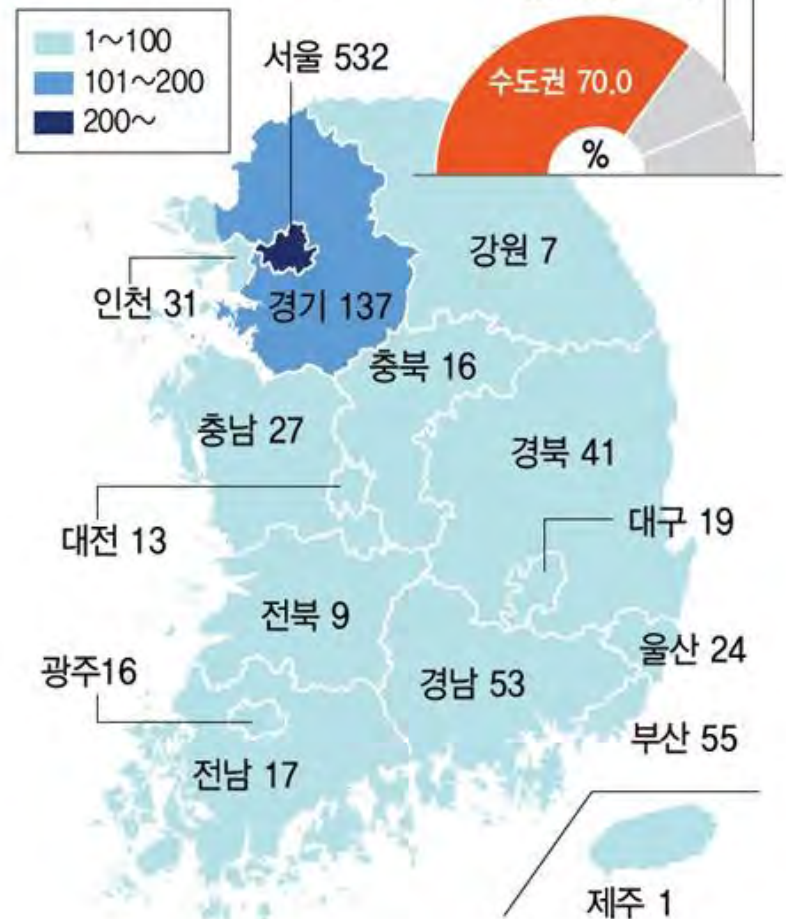 1~100
101~200
200~
서울 532
수도권 70.0
%
강원 7
인천 31
경기 137
충북 16
충남 27
경북 41
대구 19
대전 13
전북 9
울산 24
광주16
경남 53
부산 55
전남 17
제주 1